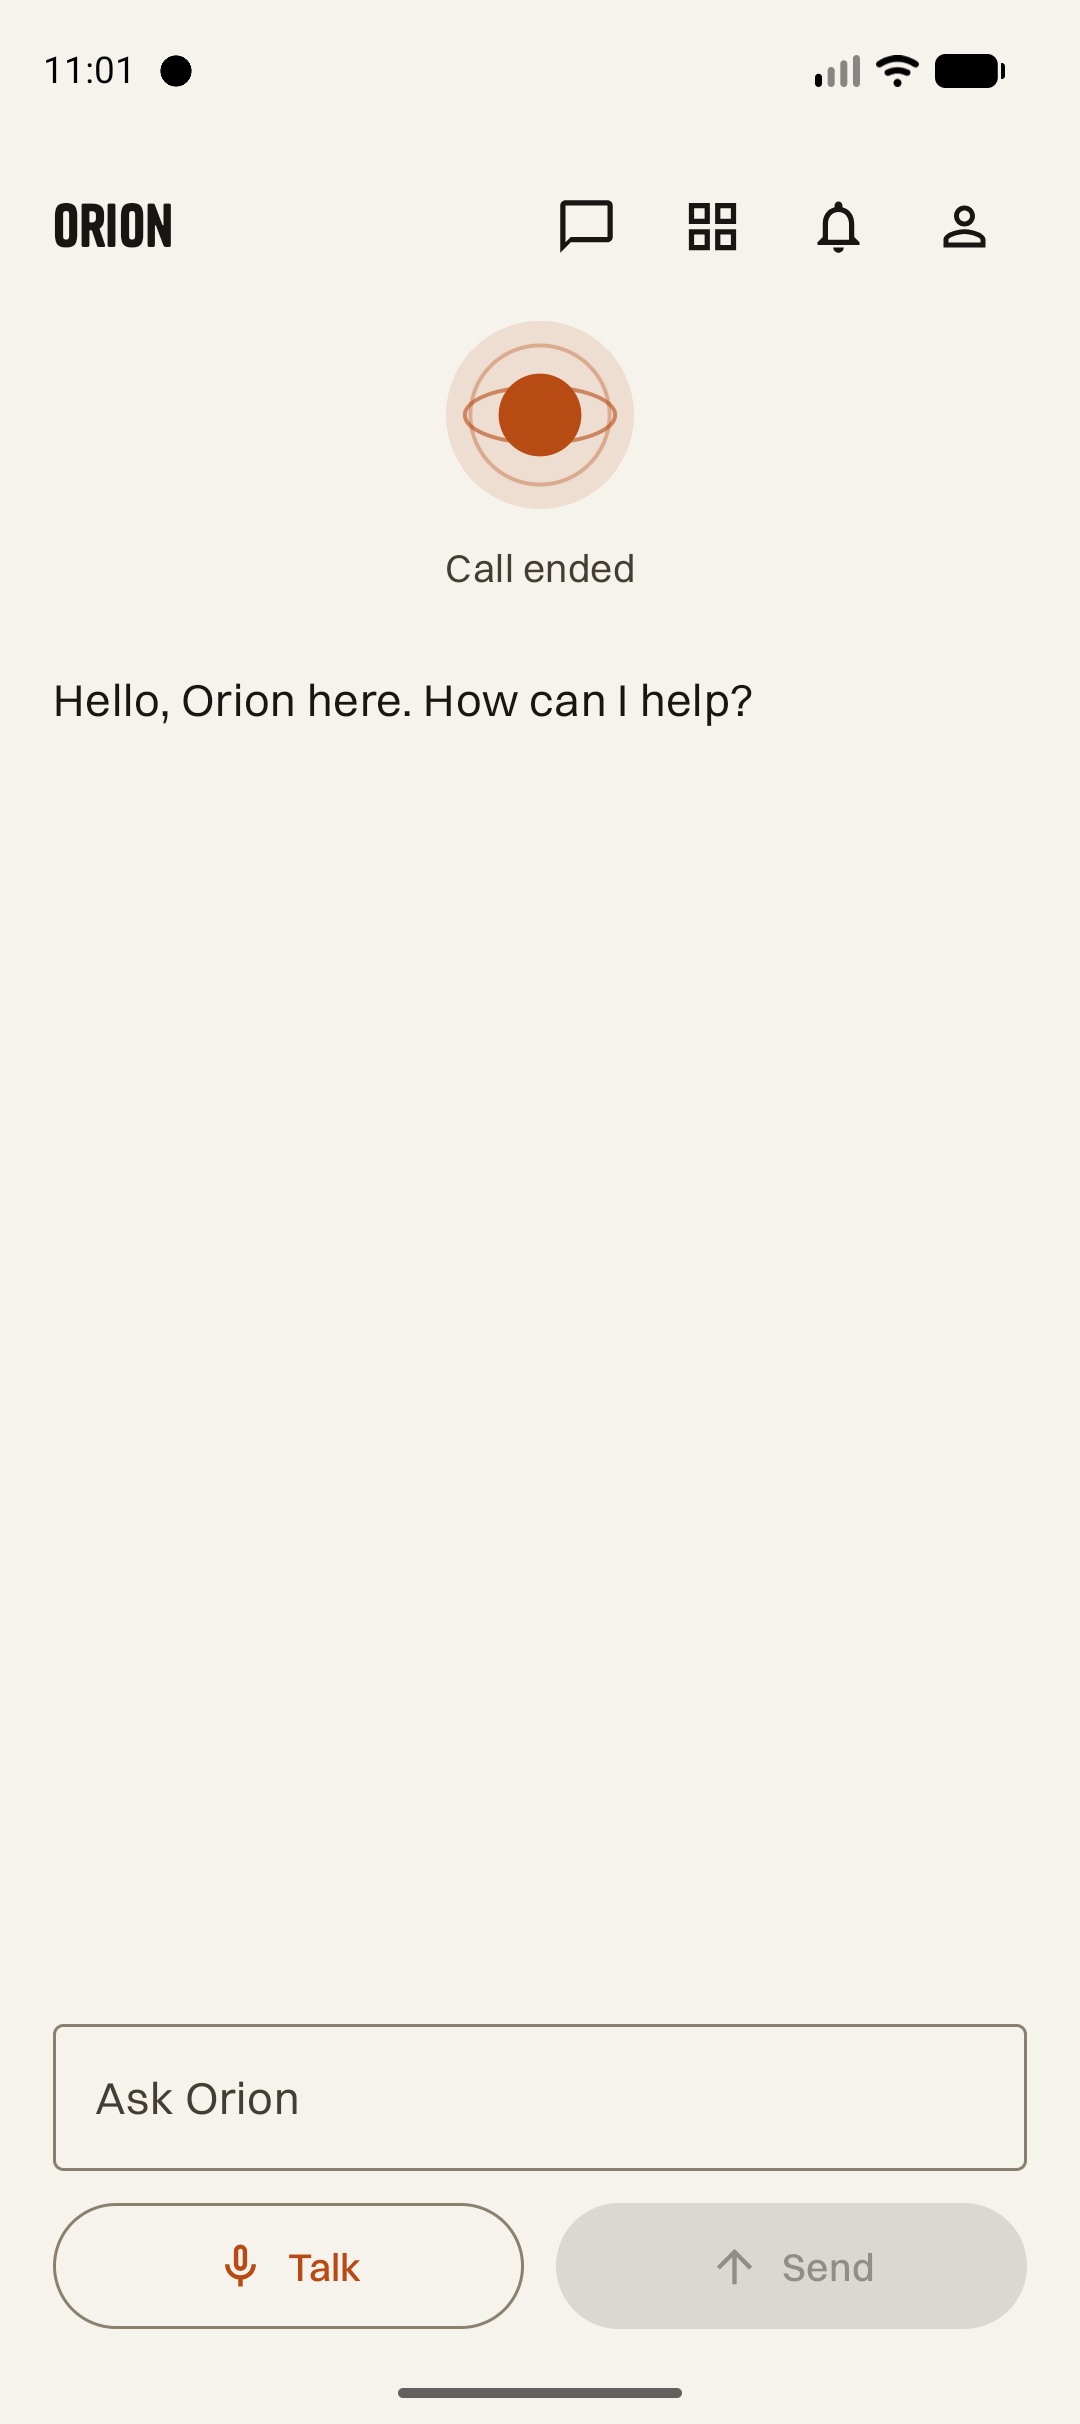 11:01
ORION
Call ended
Hello, Orion here. How can I help?
Ask Orion
Talk
Send